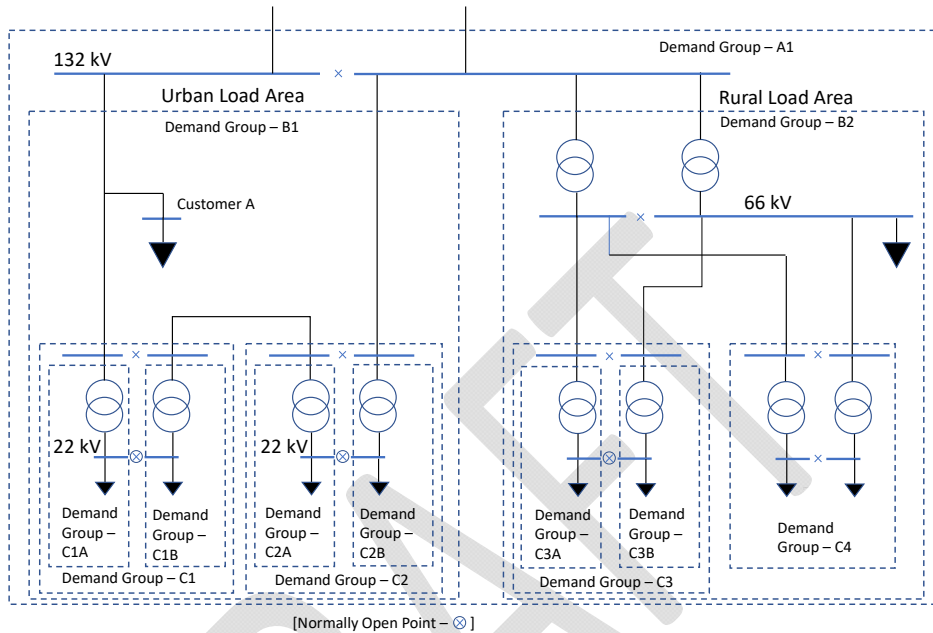 Demand Group – A1
132 kV
Urban Load Area
Rural Load Area
Demand Group – B1
Demand Group – B2
Customer A
66 kV
22 kV
22 kV
Demand
Group –
C1A
Demand
Group –
C1B
Demand
Group –
C2A
Demand
Group –
C2B
Demand
Group –
C3A
Demand
Group –
C3B
Demand
Group – C4
Demand Group – C1
Demand Group – C2
Demand Group – C3
[Normally Open Point – ⊗ ]
DRAFT